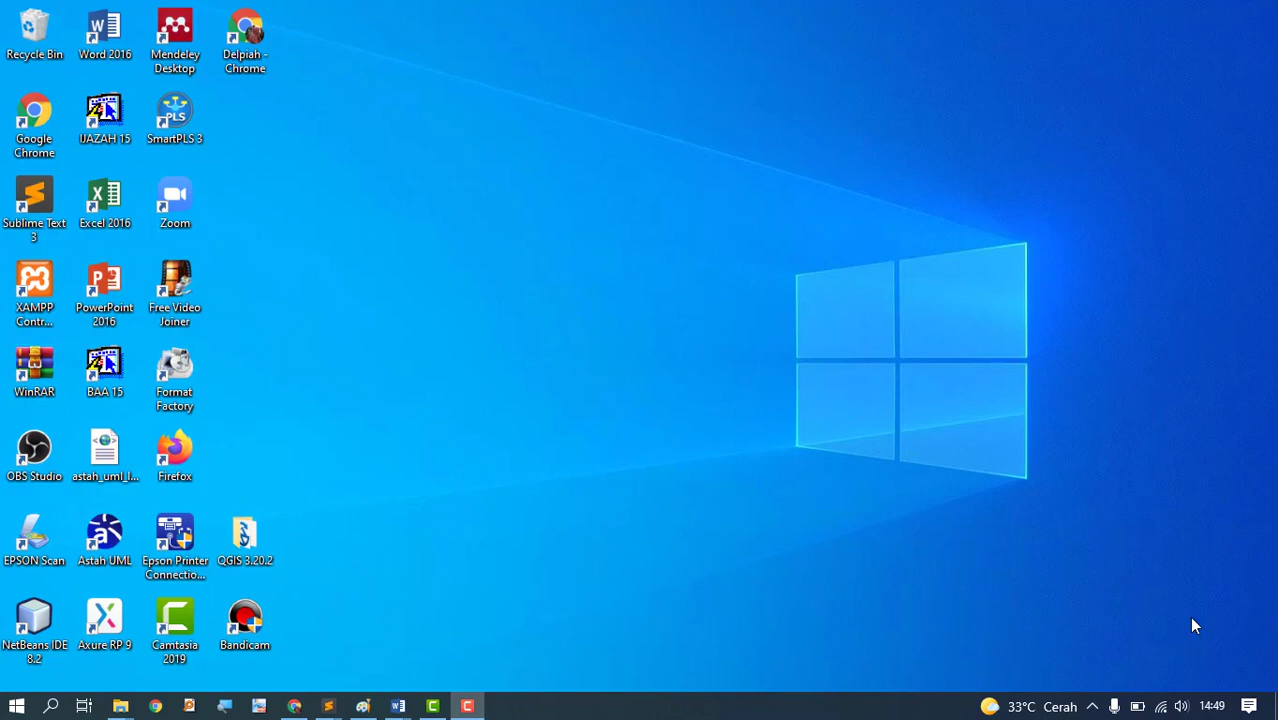 Recycle Bin
Word 2016
Mendeley
Desktop
Delpiah -
Chrome
Google
Chrome
IJAZAH 15
PLS
SmartPLS 3
Sublime Text
3
Excel 2016
Zoom
XAMPP
Contr...
PowerPoint
2016
Free Video
Joiner
WinRAR
BAA 15
Format
Factory
OBS Studio
astah_uml_l...
Firefox
EPSON Scan
Astah UML
Epson Printer
Connectio...
QGIS 3.20.2
NetBeans IDE
8.2
Axure RP 9
Camtasia
2019
Bandicam
33°C Cerah
14:49